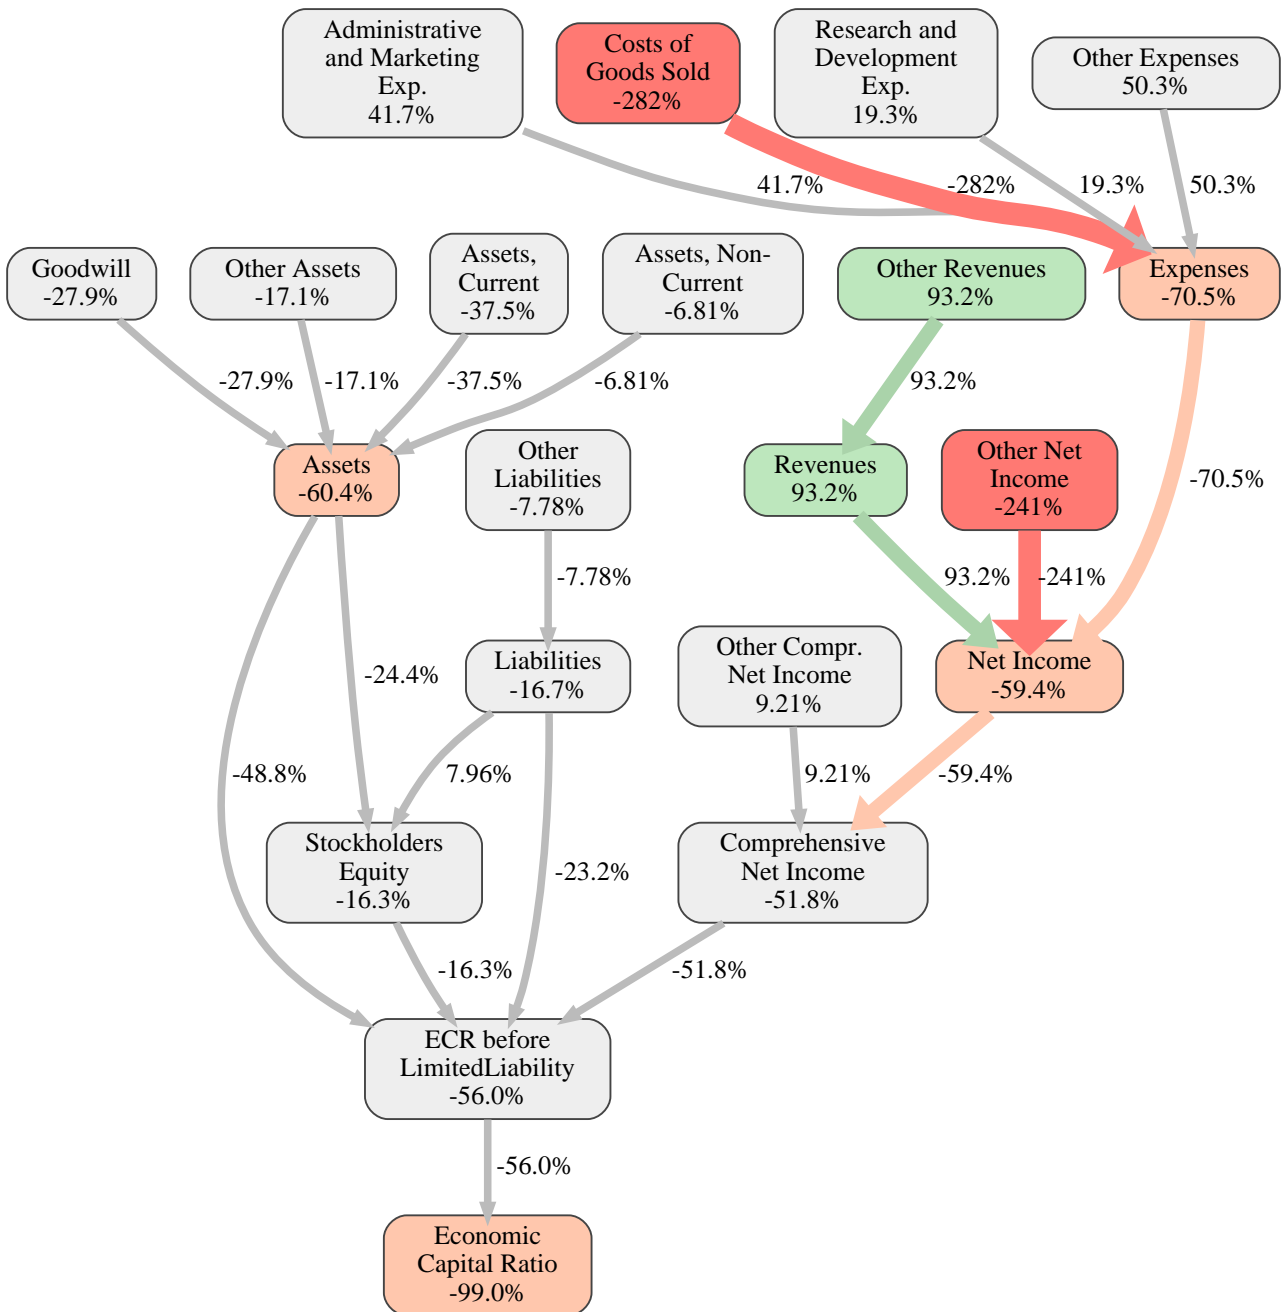 Administrative
and Marketing
Exp.
41.7%
Costs of
Goods Sold
-282%
Research and
Development
Exp.
19.3%
Other Expenses
50.3%
41.7%
-282%
19.3%
50.3%
Goodwill
-27.9%
Other Assets
-17.1%
Assets,
Current
-37.5%
Assets, Non-
Current
-6.81%
Other Revenues
93.2%
Expenses
-70.5%
-27.9%
-17.1%
-37.5%
-6.81%
93.2%
Assets
-60.4%
Other
Liabilities
-7.78%
Revenues
93.2%
Other Net
Income
-241%
-70.5%
-7.78%
93.2%
-241%
-24.4%
Liabilities
-16.7%
Other Compr.
Net Income
9.21%
Net Income
-59.4%
-48.8%
7.96%
9.21%
-59.4%
Stockholders
Equity
-16.3%
-23.2%
Comprehensive
Net Income
-51.8%
-16.3%
-51.8%
ECR before
LimitedLiability
-56.0%
-56.0%
Economic
Capital Ratio
-99.0%